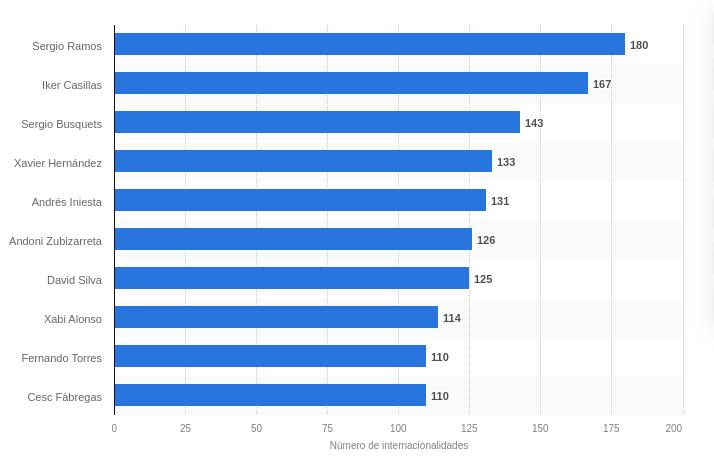 Sergio Ramos 180
Iker Casillas 167
Sergio Busquets 143
Xavier Hernández 133
Andrés Iniesta 131
Andoni Zubizarreta 126
David Silva 125
Xabi Alonso 114
Fernando Torres 110
Cesc Fàbregas 110
0 25 50 75 100 125 150 175 200
Número de internacionalidades